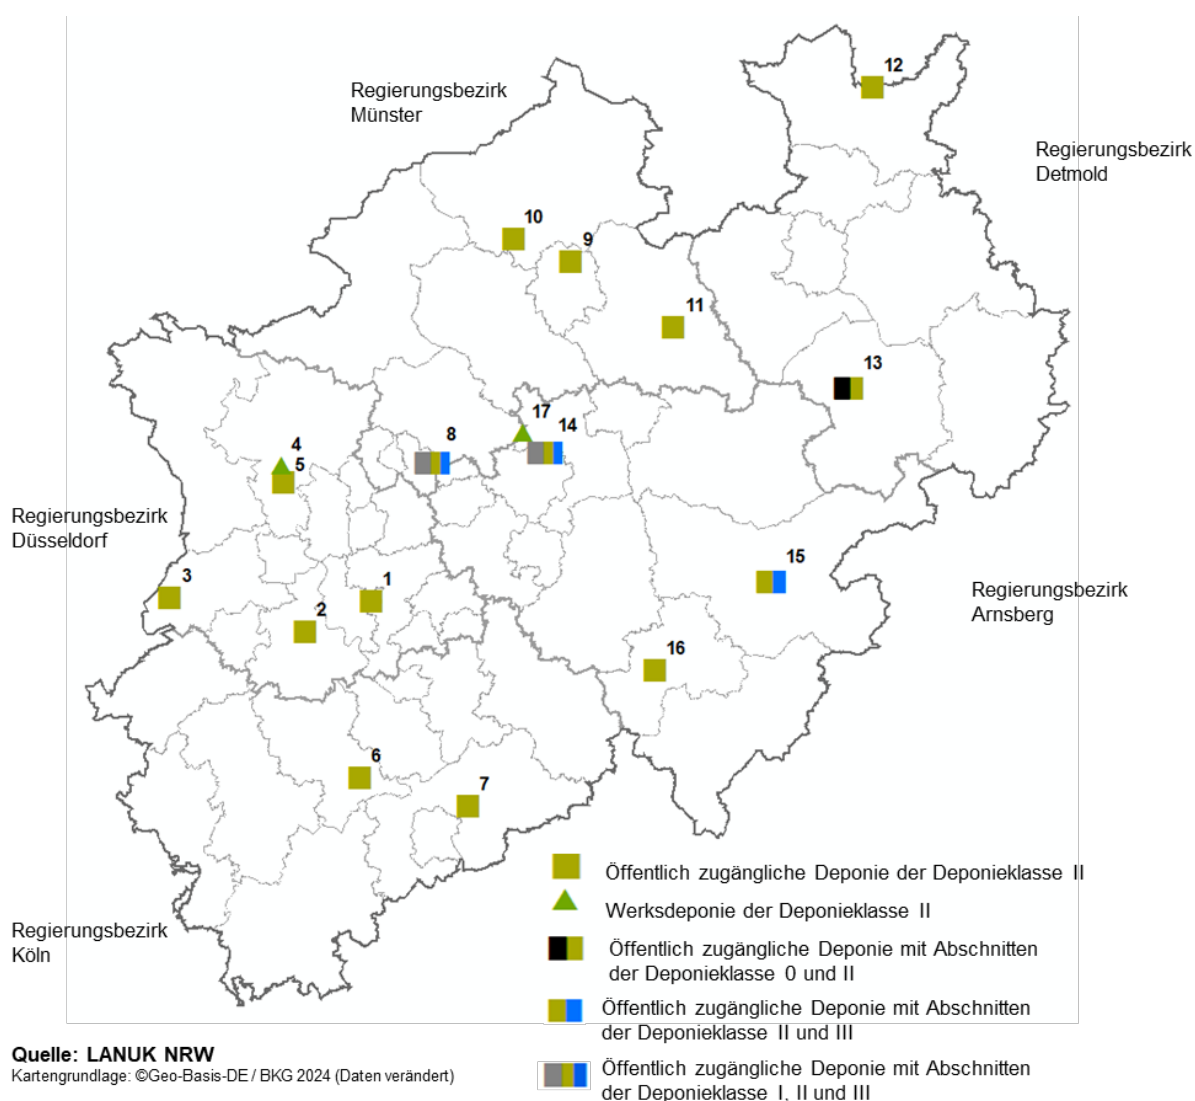 12
Regierungsbezirk
Münster
Regierungsbezirk
Detmold
10
9
11
13
17
14
8
4
5
Regierungsbezirk
Düsseldorf
15
3
1
2
Regierungsbezirk
Arnsberg
16
6
7
Öffentlich zugängliche Deponie der Deponieklasse II
Werksdeponie der Deponieklasse II
Regierungsbezirk
Köln
Öffentlich zugängliche Deponie mit Abschnitten
der Deponieklasse 0 und II
Öffentlich zugängliche Deponie mit Abschnitten
der Deponieklasse II und III
Öffentlich zugängliche Deponie mit Abschnitten
der Deponieklasse I, II und III
Quelle: LANUK NRW
Kartengrundlage: ©Geo-Basis-DE / BKG 2024 (Daten verändert)